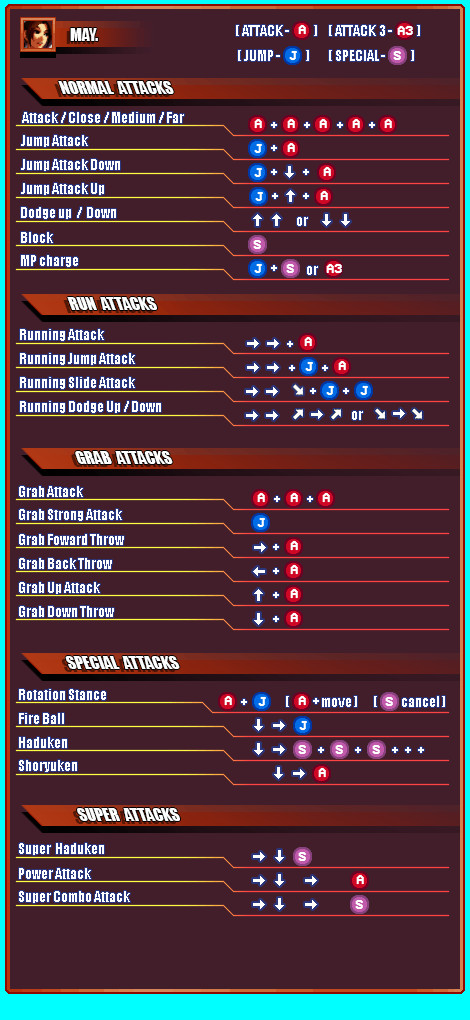 MAY.
[ ATTACK - A ] [ ATTACK 3 - A3 ]
[ JUMP - J ] [ SPECIAL - S ]
NORMAL ATTACKS
Attack / Close / Medium / Far A + A + A + A + A
Jump Attack J + A
Jump Attack Down J + ↓ + A
Jump Attack Up J + ↑ + A
Dodge up / Down ↑ ↑ or ↓ ↓
Block S
MP charge J + S or A3
RUN ATTACKS
Running Attack → → + A
Running Jump Attack → → + J + A
Running Slide Attack → → ↘ + J + J
Running Dodge Up / Down → → ↗ → ↗ or ↘ → ↘
GRAB ATTACKS
Grab Attack A + A + A
Grab Strong Attack J
Grab Foward Throw → + A
Grab Back Throw ← + A
Grab Up Attack ↑ + A
Grab Down Throw ↓ + A
SPECIAL ATTACKS
Rotation Stance A + J [ A + move ] [ S cancel ]
Fire Ball ↓ → J
Haduken ↓ → S + S + S + + +
Shoryuken ↓ → A
SUPER ATTACKS
Super Haduken → ↓ S
Power Attack → ↓ → A
Super Combo Attack → ↓ → S